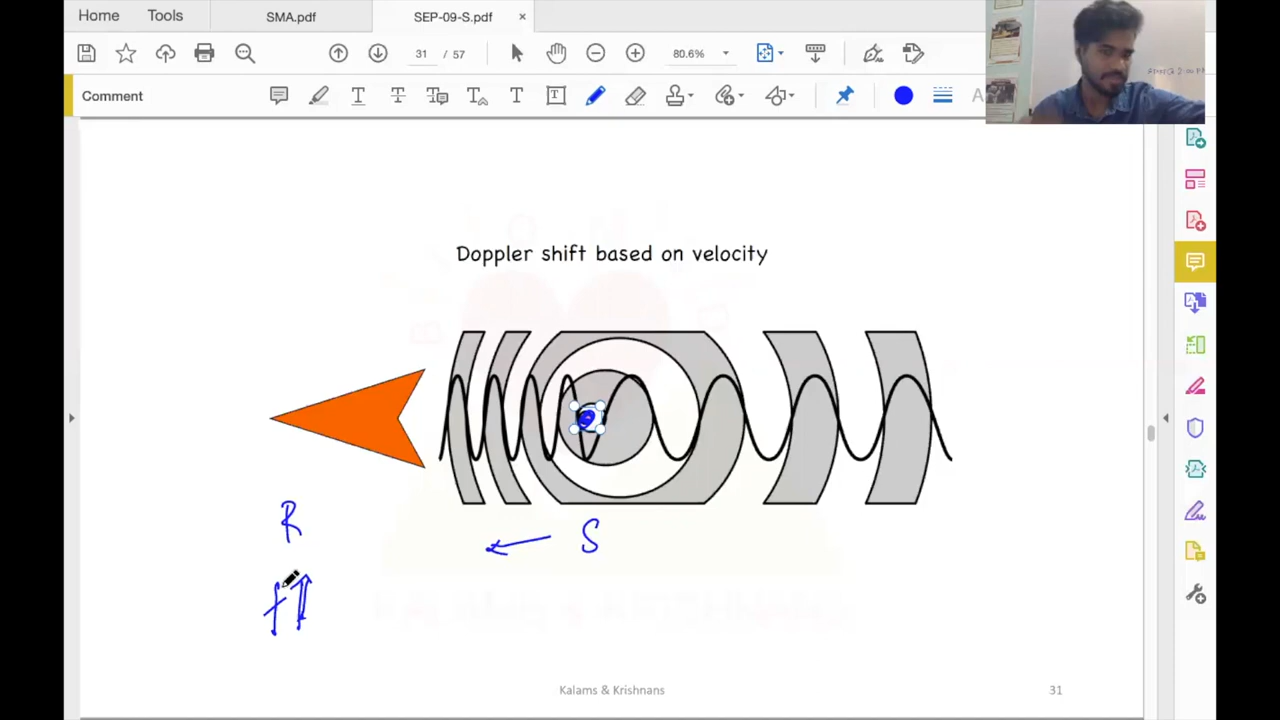 Home Tools SMA.pdf SEP-09-S.pdf ×
31 / 57 80.6%
Comment
Doppler shift based on velocity
R
S
f↑
Kalams & Krishnans
31